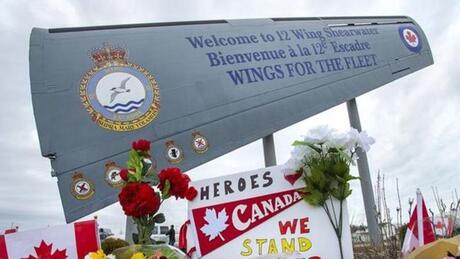 Welcome to 12 Wing Shearwater
Bienvenue à la 12e Escadre
WINGS FOR THE FLEET
HEROES
CANADA
WE
STAND